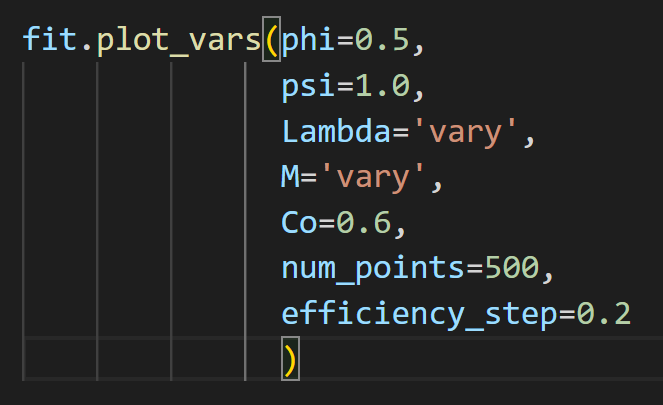 fit.plot_vars(phi=0.5,
psi=1.0,
Lambda='vary',
M='vary',
Co=0.6,
num_points=500,
efficiency_step=0.2
)